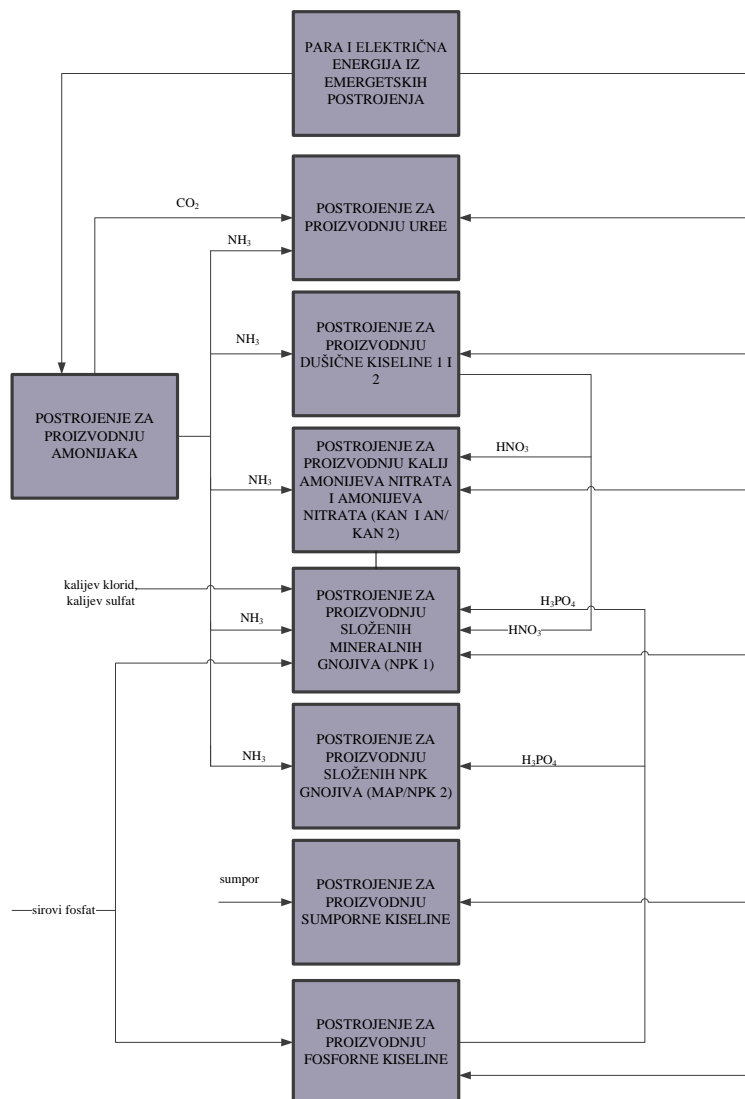 PARA I ELEKTRIČNA
ENERGIJA IZ
EMERGETSKIH
POSTROJENJA
CO₂
POSTROJENJE ZA
PROIZVODNJU UREE
NH₃
POSTROJENJE ZA
PROIZVODNJU
DUŠIČNE KISELINE 1 I
2
NH₃
POSTROJENJE ZA
PROIZVODNJU
AMONIJAKA
POSTROJENJE ZA
PROIZVODNJU KALIJ
AMONIJEVA NITRATA
I AMONIJEVA
NITRATA (KAN I AN/
KAN 2)
HNO₃
NH₃
kalijev klorid,
kalijev sulfat
POSTROJENJE ZA
PROIZVODNJU
SLOŽENIH
MINERALNIH
GNOJIVA (NPK 1)
H₃PO₄
NH₃
HNO₃
POSTROJENJE ZA
PROIZVODNJU
SLOŽENIH NPK
GNOJIVA (MAP/NPK 2)
NH₃
H₃PO₄
sumpor
POSTROJENJE ZA
PROIZVODNJU
SUMPORNE KISELINE
sirovi fosfat
POSTROJENJE ZA
PROIZVODNJU
FOSFORNE KISELINE